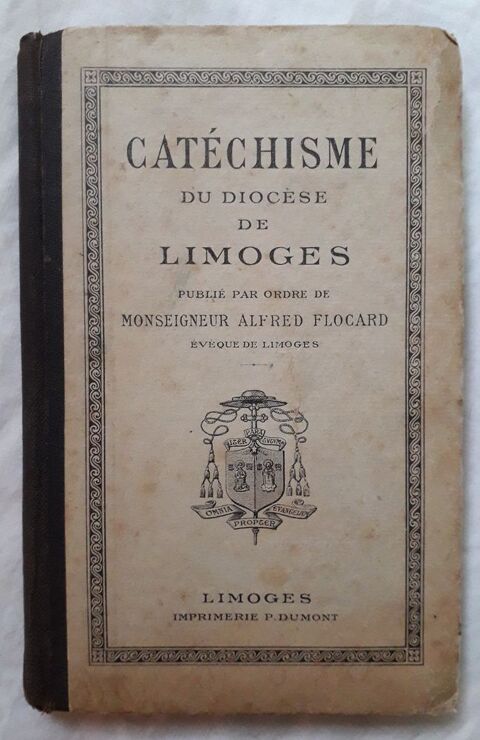 CATÉCHISME
DU DIOCÈSE
DE
LIMOGES
PUBLIÉ PAR ORDRE DE
MONSEIGNEUR ALFRED FLOCARD
ÉVÊQUE DE LIMOGES
OMNIA PROPTER EVANGELIUM
LIMOGES
IMPRIMERIE P. DUMONT